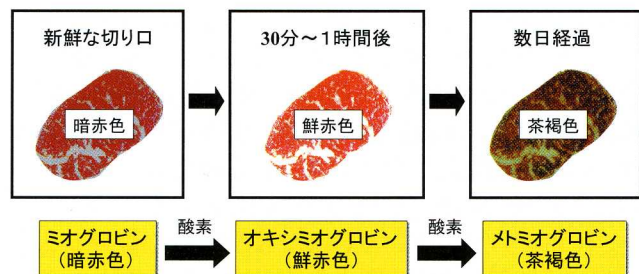 新鮮な切り口
30分～1時間後
数日経過
暗赤色
鮮赤色
茶褐色
ミオグロビン
(暗赤色)
酸素
オキシミオグロビン
(鮮赤色)
酸素
メトミオグロビン
(茶褐色)